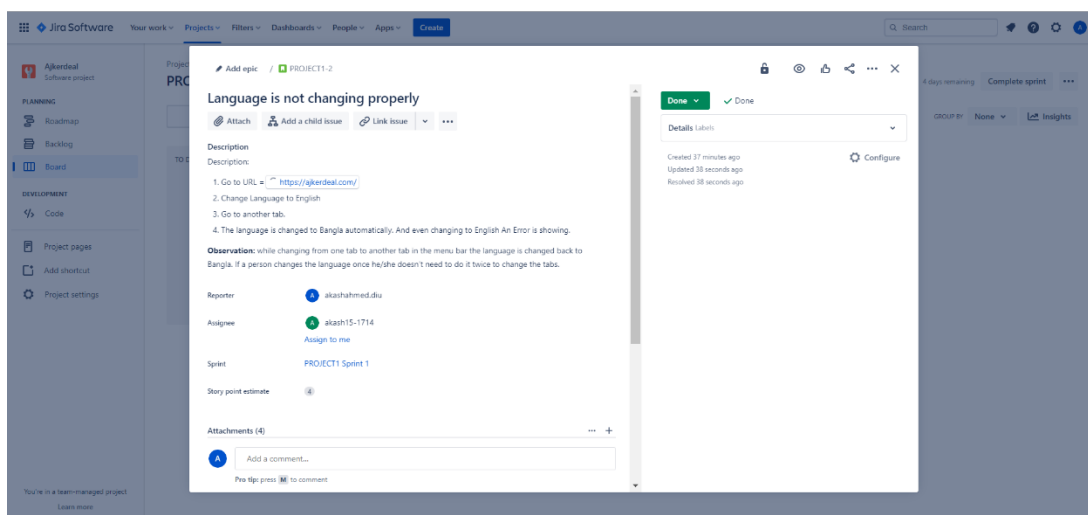 Jira Software Your work Projects Filters Dashboards People Apps Create Search A
Ajkerdeal
Software project
PLANNING
Roadmap
Backlog
Board
DEVELOPMENT
Code
Project pages
Add shortcut
Project settings
You're in a team-managed project
Learn more
Projec
PRC
TO D
4 days remaining Complete sprint
GROUP BY None Insights
Add epic / PROJECT1-2
Language is not changing properly
Attach Add a child issue Link issue
Description
Description:
1. Go to URL = https://ajkerdeal.com/
2. Change Language to English
3. Go to another tab.
4. The language is changed to Bangla automatically. And even changing to English An Error is showing.
Observation: while changing from one tab to another tab in the menu bar the language is changed back to
Bangla. If a person changes the language once he/she doesn't need to do it twice to change the tabs.
Reporter A akashahmed.diu
Assignee A akash15-1714
Assign to me
Sprint PROJECT1 Sprint 1
Story point estimate 4
Attachments (4)
A Add a comment...
Pro tip: press M to comment
Done Done
Details Labels
Created 37 minutes ago Configure
Updated 38 seconds ago
Resolved 38 seconds ago